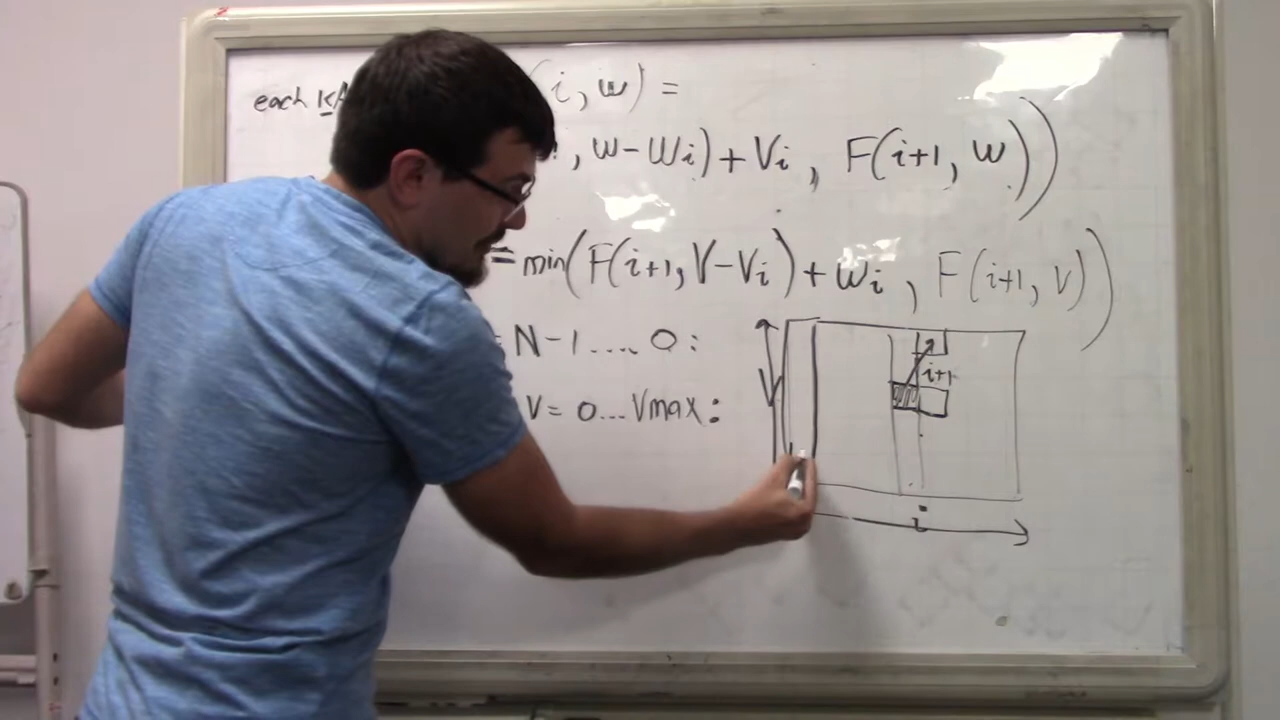 each
i, w) =
, w-wi) + Vi , F(i+1, w))
= min(F(i+1, V-Vi) + wi , F(i+1, V))
N-1....0:
V = 0...Vmax:
V
i+1
i